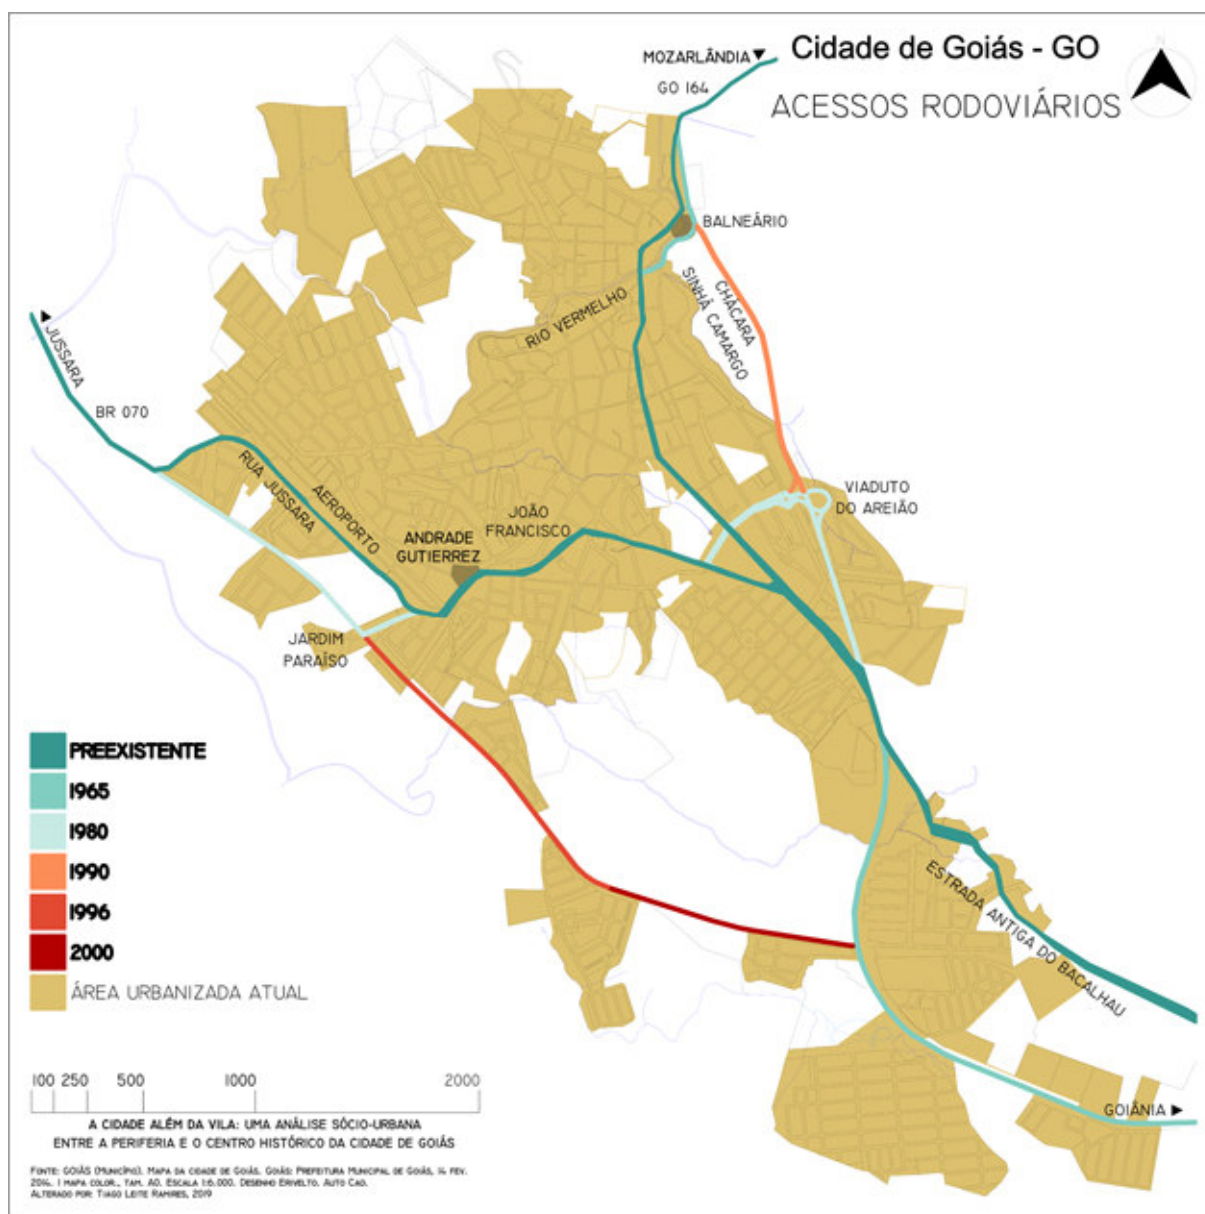 Cidade de Goiás - GO
ACESSOS RODOVIÁRIOS
N
MOZARLÂNDIA
GO 164
BALNEÁRIO
CHÁCARA
SINHÁ CAMARGO
RIO VERMELHO
JUSSARA
BR 070
RUA JUSSARA
AEROPORTO
ANDRADE
GUTIERREZ
JOÃO
FRANCISCO
VIADUTO
DO AREIÃO
JARDIM
PARAÍSO
ESTRADA ANTIGA DO BACALHAU
GOIÂNIA
PREEXISTENTE
1965
1980
1990
1996
2000
ÁREA URBANIZADA ATUAL
100 250 500 1000 2000
A CIDADE ALÉM DA VILA: UMA ANÁLISE SÓCIO-URBANA
ENTRE A PERIFERIA E O CENTRO HISTÓRICO DA CIDADE DE GOIÁS
FONTE: GOIÁS (MUNICÍPIO). MAPA DA CIDADE DE GOIÁS. GOIÁS: PREFEITURA MUNICIPAL DE GOIÁS, 14 FEV.
2014. 1 MAPA COLOR., TAM. A0. ESCALA 1:6.000. DESENHO ERIVELTO. AUTO CAD.
ALTERADO POR: TIAGO LEITE RAMIRES, 2019